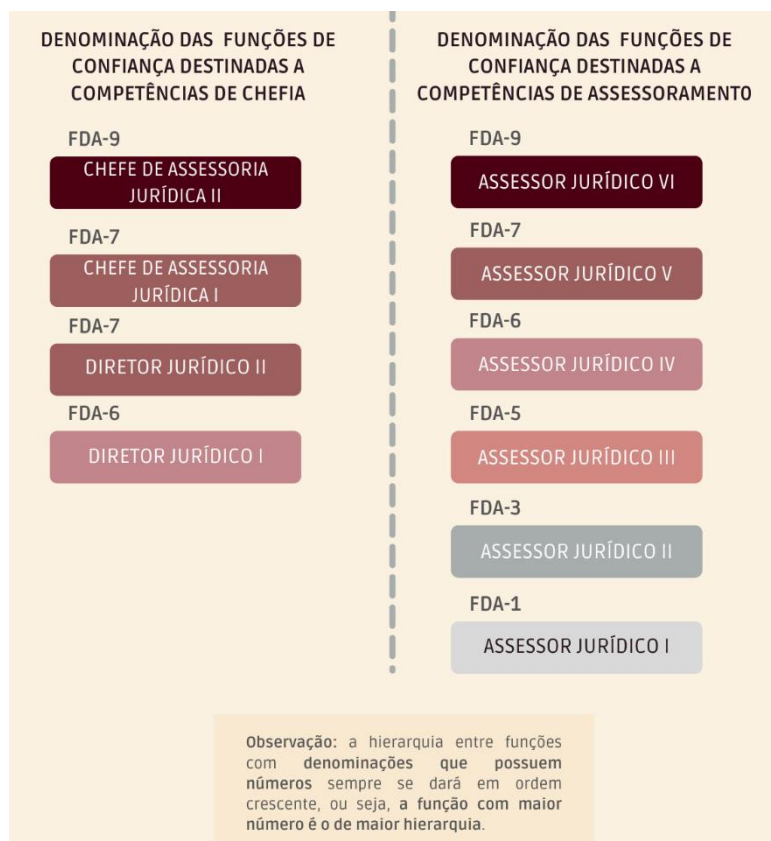 DENOMINAÇÃO DAS FUNÇÕES DE
CONFIANÇA DESTINADAS A
COMPETÊNCIAS DE CHEFIA
FDA-9
CHEFE DE ASSESSORIA
JURÍDICA II
FDA-7
CHEFE DE ASSESSORIA
JURÍDICA I
FDA-7
DIRETOR JURÍDICO II
FDA-6
DIRETOR JURÍDICO I
DENOMINAÇÃO DAS FUNÇÕES DE
CONFIANÇA DESTINADAS A
COMPETÊNCIAS DE ASSESSORAMENTO
FDA-9
ASSESSOR JURÍDICO VI
FDA-7
ASSESSOR JURÍDICO V
FDA-6
ASSESSOR JURÍDICO IV
FDA-5
ASSESSOR JURÍDICO III
FDA-3
ASSESSOR JURÍDICO II
FDA-1
ASSESSOR JURÍDICO I
Observação: a hierarquia entre funções
com denominações que possuem
números sempre se dará em ordem
crescente, ou seja, a função com maior
número é o de maior hierarquia.